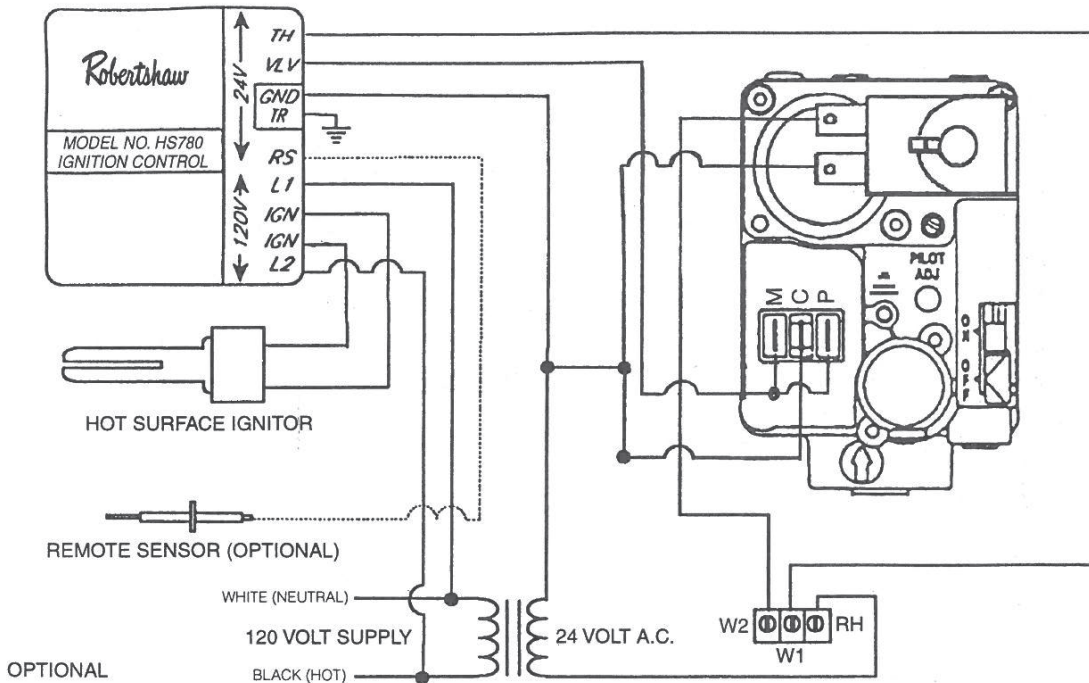 Robertshaw
MODEL NO. HS780
IGNITION CONTROL
24V
120V
TH
VLV
GND
TR
RS
L1
IGN
IGN
L2
HOT SURFACE IGNITOR
REMOTE SENSOR (OPTIONAL)
WHITE (NEUTRAL)
120 VOLT SUPPLY
24 VOLT A.C.
BLACK (HOT)
OPTIONAL
PILOT
ADJ
M
C
P
ON
OFF
W2
W1
RH